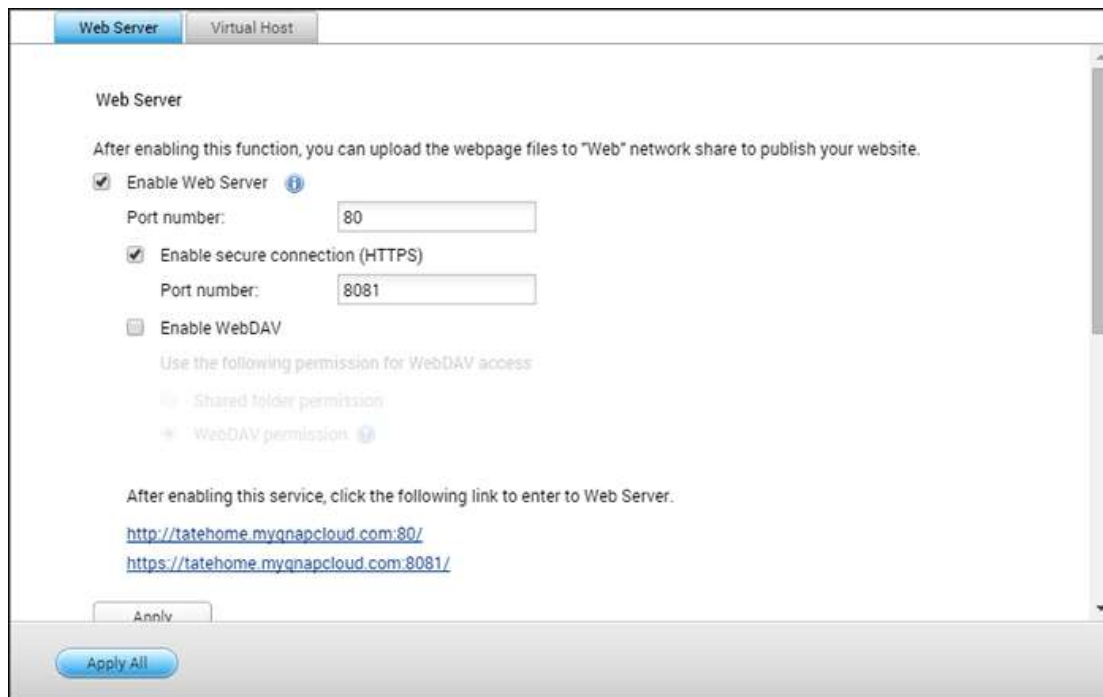 Web Server
Virtual Host
Web Server
After enabling this function, you can upload the webpage files to "Web" network share to publish your website.
Enable Web Server
Port number: 80
Enable secure connection (HTTPS)
Port number: 8081
Enable WebDAV
Use the following permission for WebDAV access
Shared folder permission
WebDAV permission
After enabling this service, click the following link to enter to Web Server.
http://tatehome.myqnapcloud.com:80/
https://tatehome.myqnapcloud.com:8081/
Apply
Apply All